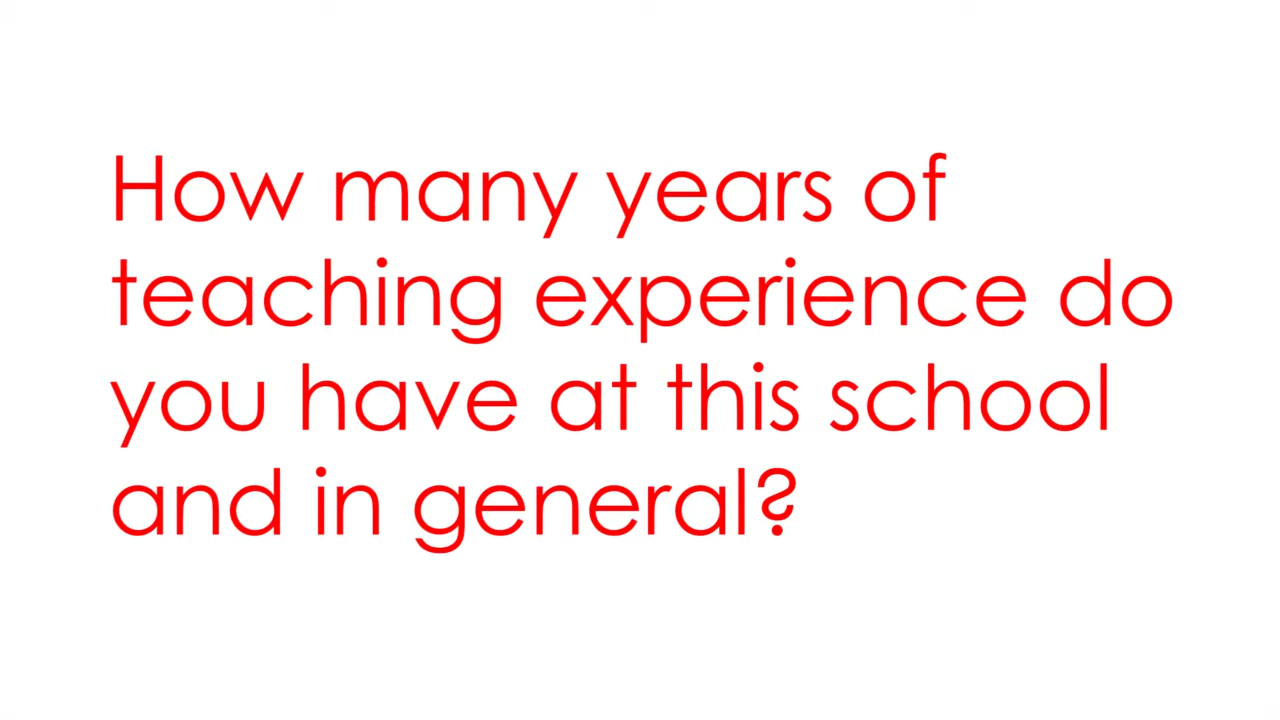 How many years of
teaching experience do
you have at this school
and in general?